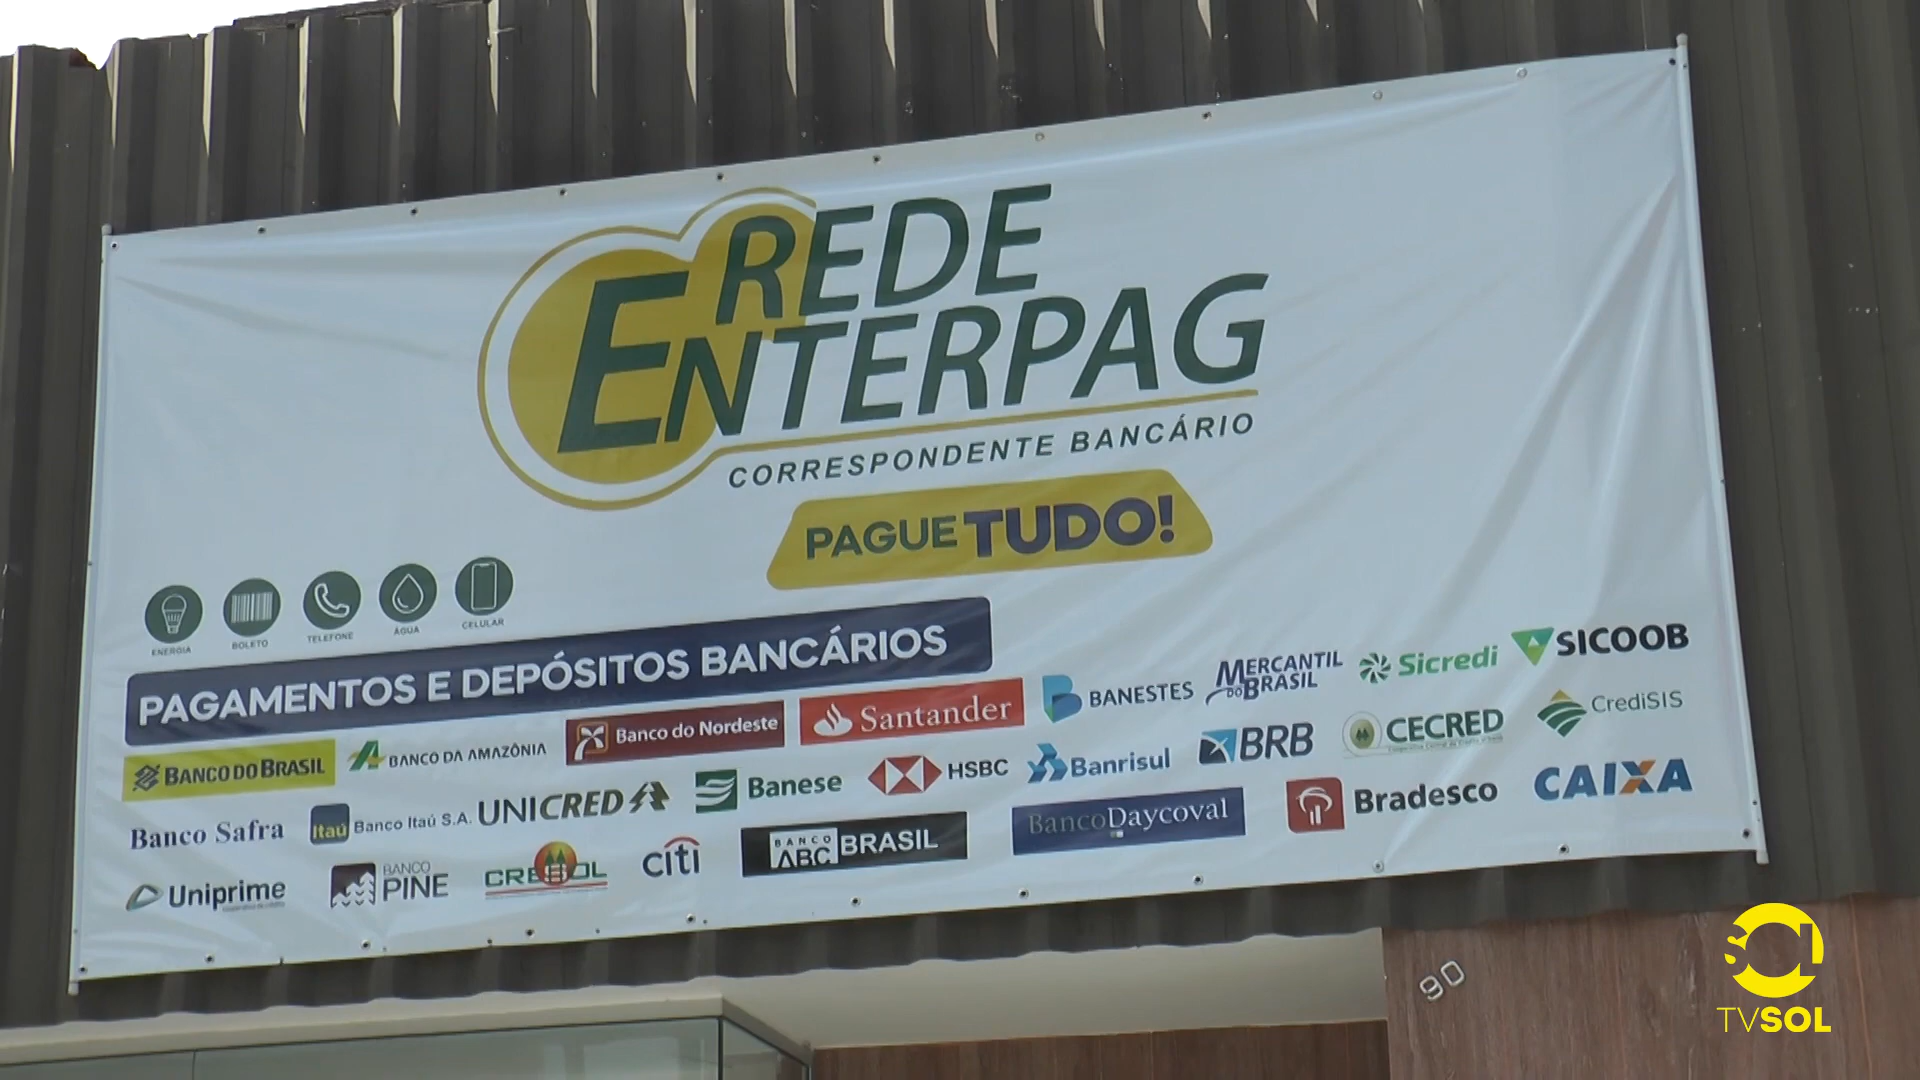 REDE
ENTERPAG
CORRESPONDENTE BANCÁRIO
PAGUE TUDO!
ENERGIA
BOLETO
TELEFONE
ÁGUA
CELULAR
PAGAMENTOS E DEPÓSITOS BANCÁRIOS
BANCO DO BRASIL
BANCO DA AMAZÔNIA
Banco do Nordeste
Santander
BANESTES
MERCANTIL
DO BRASIL
Sicredi
SICOOB
Banco Safra
Itaú
Banco Itaú S.A.
UNICRED
Banese
HSBC
Banrisul
BRB
CECRED
CrediSIS
Uniprime
BANCO
PINE
CRESOL
citi
BANCO
ABC
BRASIL
BancoDaycoval
Bradesco
CAIXA
90
SOL
TVSOL